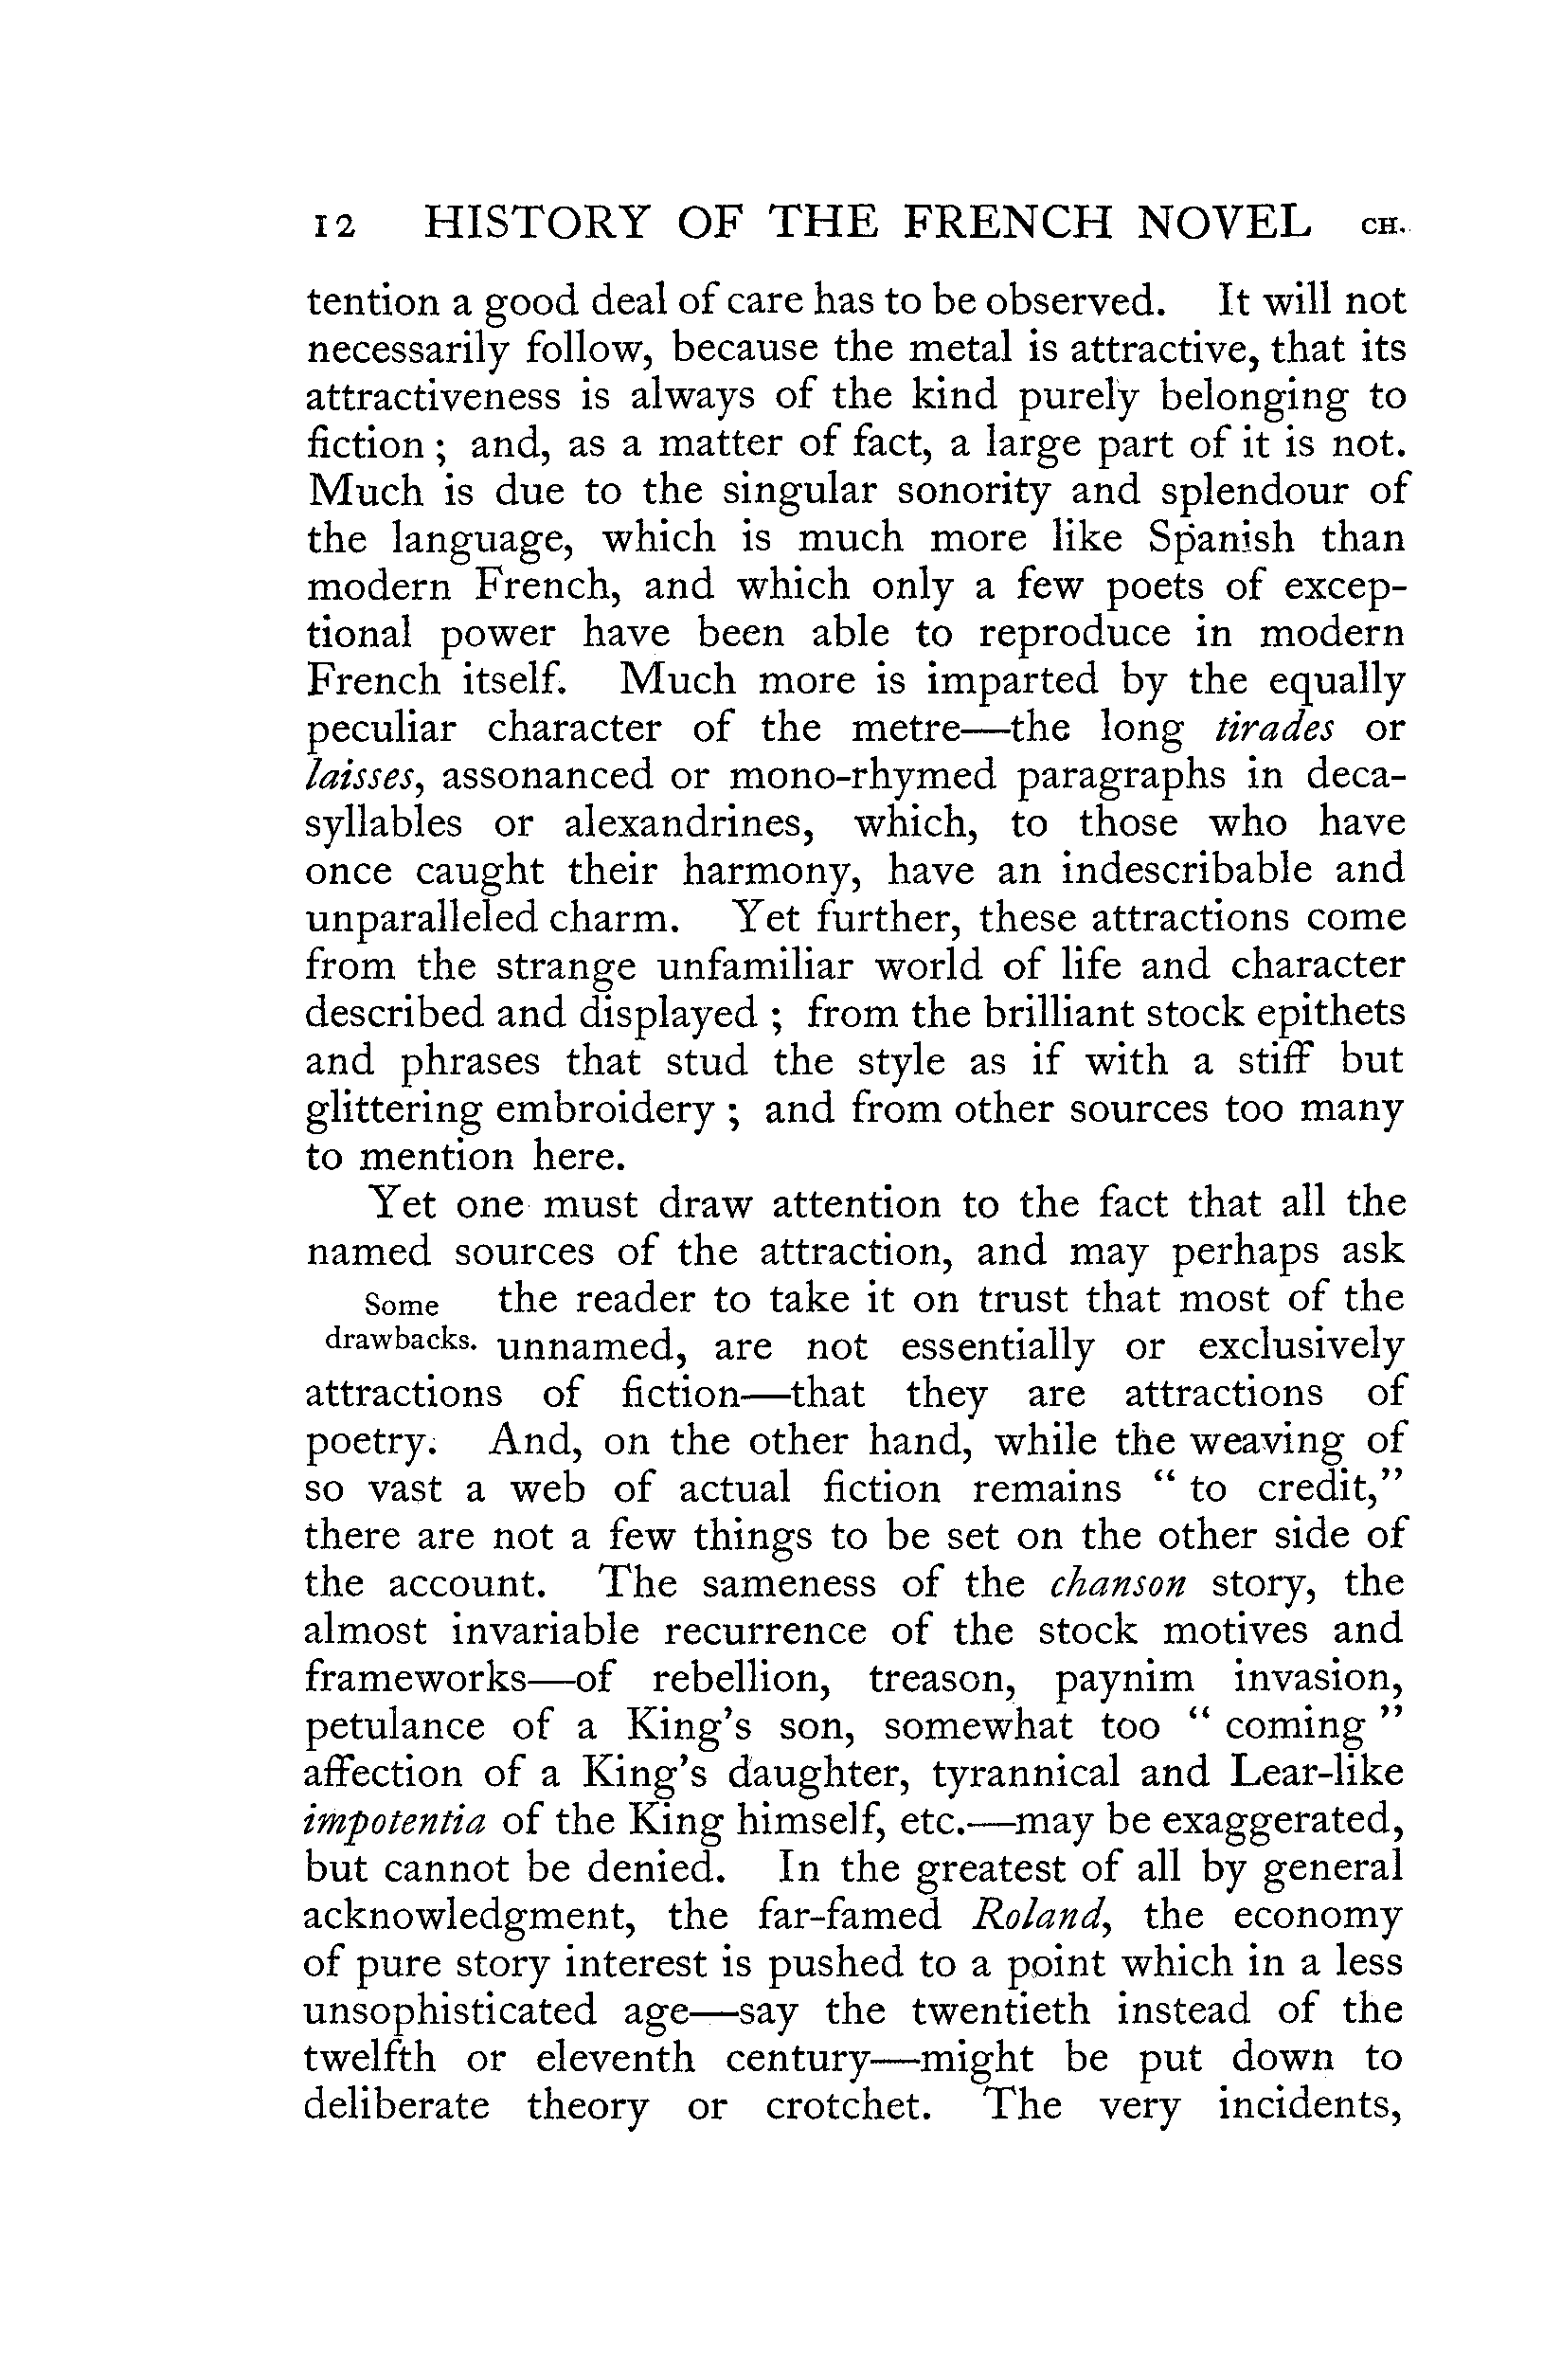 12 HISTORY OF THE FRENCH NOVEL CH.
tention a good deal of care has to be observed. It will not
necessarily follow, because the metal is attractive, that its
attractiveness is always of the kind purely belonging to
fiction ; and, as a matter of fact, a large part of it is not.
Much is due to the singular sonority and splendour of
the language, which is much more like Spanish than
modern French, and which only a few poets of excep-
tional power have been able to reproduce in modern
French itself. Much more is imparted by the equally
peculiar character of the metre—the long tirades or
laisses, assonanced or mono-rhymed paragraphs in deca-
syllables or alexandrines, which, to those who have
once caught their harmony, have an indescribable and
unparalleled charm. Yet further, these attractions come
from the strange unfamiliar world of life and character
described and displayed ; from the brilliant stock epithets
and phrases that stud the style as if with a stiff but
glittering embroidery ; and from other sources too many
to mention here.
Yet one must draw attention to the fact that all the
named sources of the attraction, and may perhaps ask
Some the reader to take it on trust that most of the
drawbacks. unnamed, are not essentially or exclusively
attractions of fiction—that they are attractions of
poetry. And, on the other hand, while the weaving of
so vast a web of actual fiction remains “ to credit,”
there are not a few things to be set on the other side of
the account. The sameness of the chanson story, the
almost invariable recurrence of the stock motives and
frameworks—of rebellion, treason, paynim invasion,
petulance of a King’s son, somewhat too “ coming ”
affection of a King’s daughter, tyrannical and Lear-like
impotentia of the King himself, etc.—may be exaggerated,
but cannot be denied. In the greatest of all by general
acknowledgment, the far-famed Roland, the economy
of pure story interest is pushed to a point which in a less
unsophisticated age—say the twentieth instead of the
twelfth or eleventh century—might be put down to
deliberate theory or crotchet. The very incidents,